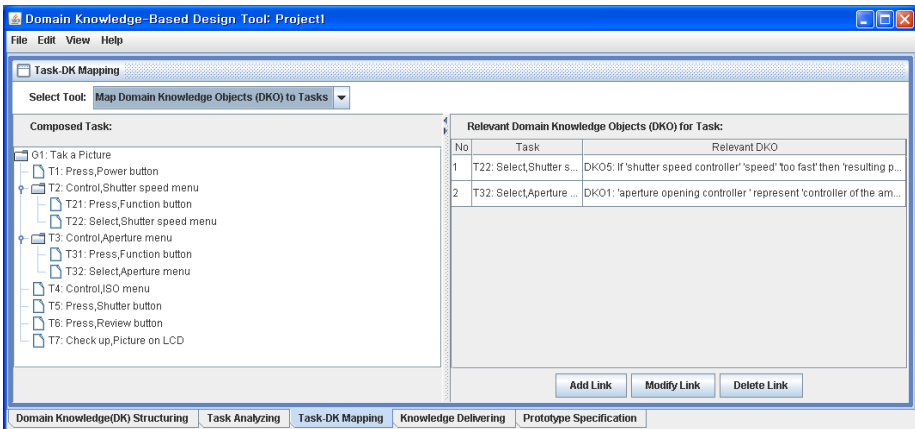 Domain Knowledge-Based Design Tool: Project1
File Edit View Help
Task-DK Mapping
Select Tool: Map Domain Knowledge Objects (DKO) to Tasks
Composed Task:
G1: Tak a Picture
T1: Press,Power button
T2: Control,Shutter speed menu
T21: Press,Function button
T22: Select,Shutter speed menu
T3: Control,Aperture menu
T31: Press,Function button
T32: Select,Aperture menu
T4: Control,ISO menu
T5: Press,Shutter button
T6: Press,Review button
T7: Check up,Picture on LCD
Relevant Domain Knowledge Objects (DKO) for Task:
No Task Relevant DKO
1 T22: Select,Shutter s... DKO5: If 'shutter speed controller' 'speed' 'too fast' then 'resulting p...
2 T32: Select,Aperture ... DKO1: 'aperture opening controller ' represent 'controller of the am...
Add Link Modify Link Delete Link
Domain Knowledge(DK) Structuring Task Analyzing Task-DK Mapping Knowledge Delivering Prototype Specification